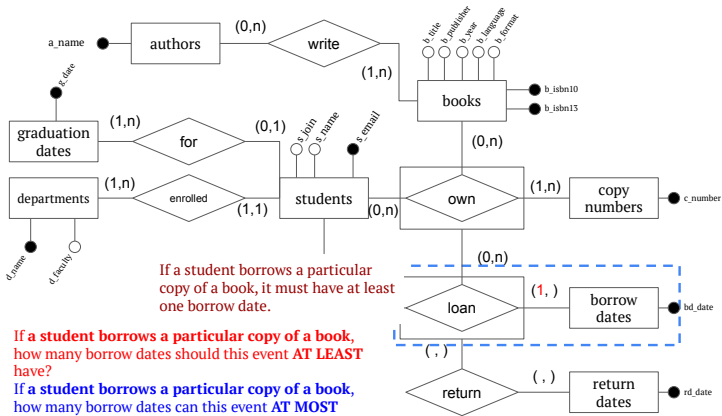 b_title
b_publisher
b_year
b_language
b_format
(0,n)
a_name
authors
write
g_date
(1,n)
books
b_isbn10
b_isbn13
(1,n)
(0,1)
s_join
s_name
s_email
graduation
dates
for
(0,n)
departments
(1,n)
enrolled
(1,1)
students
(0,n)
own
(1,n)
copy
numbers
c_number
d_name
d_faculty
(0,n)
If a student borrows a particular
copy of a book, it must have at least
one borrow date.
(1, )
loan
borrow
dates
bd_date
If a student borrows a particular copy of a book,
how many borrow dates should this event AT LEAST
have?
( , )
If a student borrows a particular copy of a book,
how many borrow dates can this event AT MOST
return
( , )
return
dates
rd_date